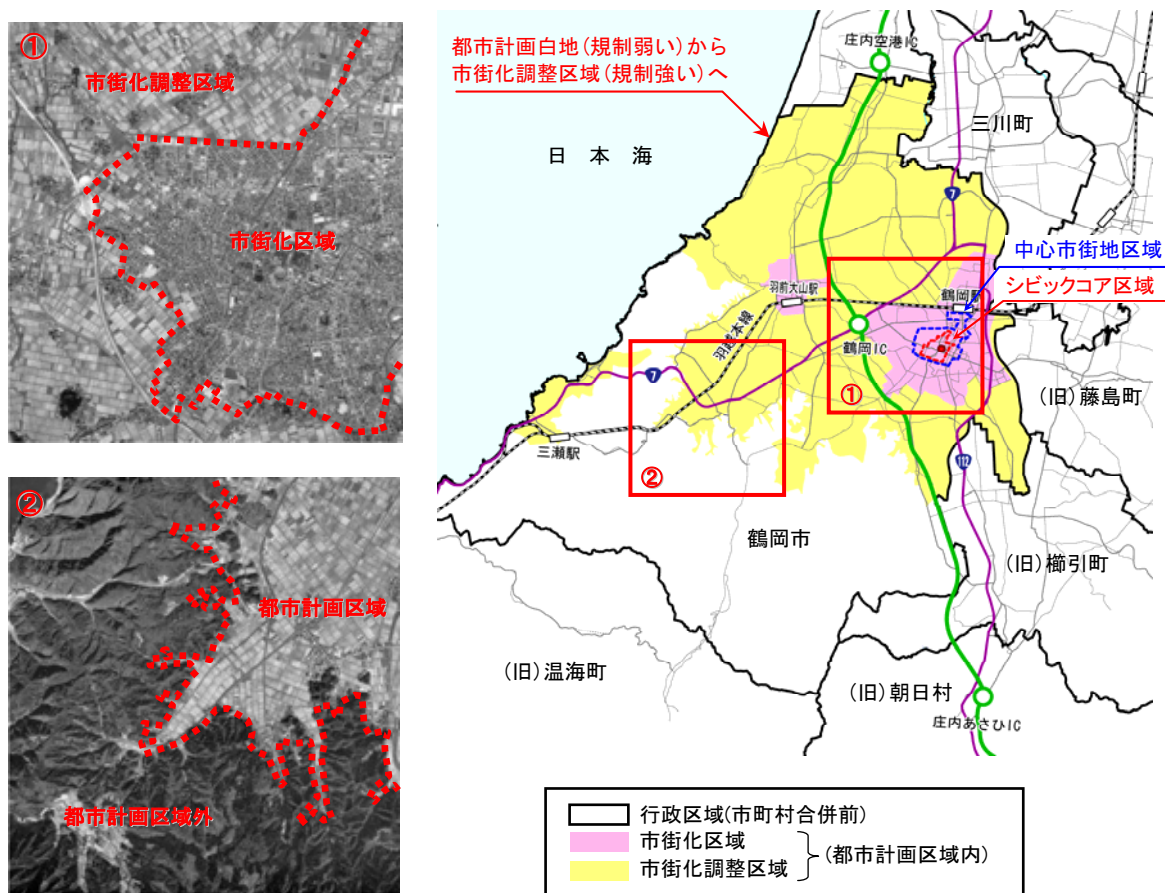 ①
市街化調整区域
市街化区域
②
都市計画区域
都市計画区域外
都市計画白地(規制弱い)から
市街化調整区域(規制強い)へ
日 本 海
庄内空港IC
三川町
7
中心市街地区域
シビックコア区域
羽前大山駅
鶴岡駅
羽越本線
鶴岡IC
①
(旧)藤島町
7
三瀬駅
②
112
鶴岡市
(旧)櫛引町
(旧)温海町
(旧)朝日村
庄内あさひIC
行政区域(市町村合併前)
市街化区域
市街化調整区域
(都市計画区域内)